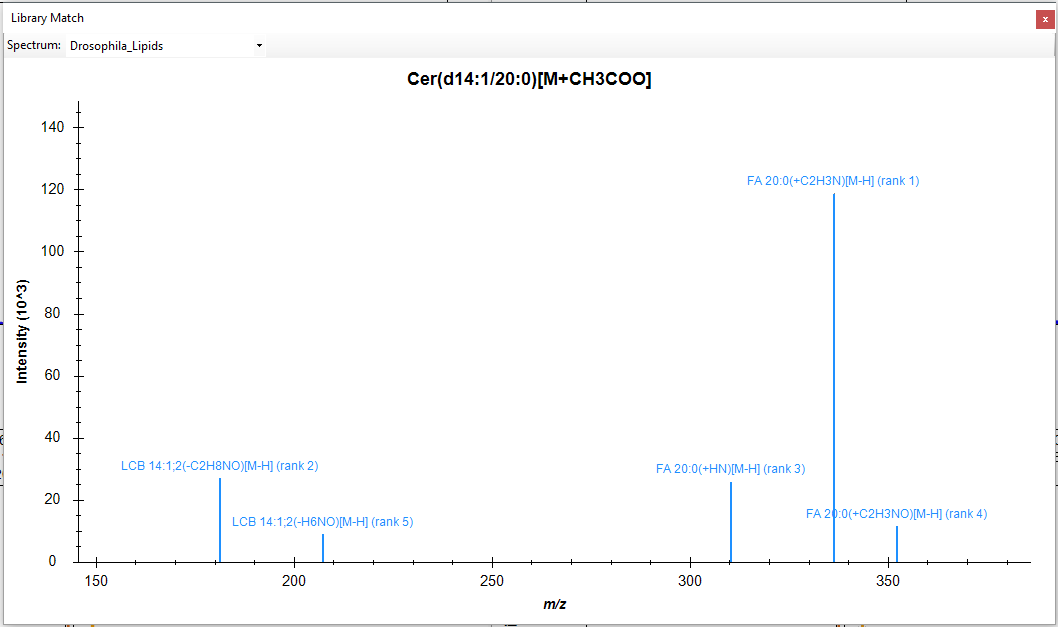 Library Match
x
Spectrum: Drosophila_Lipids
Cer(d14:1/20:0)[M+CH3COO]
140
120
100
80
60
40
20
0
Intensity (10^3)
FA 20:0(+C2H3N)[M-H] (rank 1)
LCB 14:1;2(-C2H8NO)[M-H] (rank 2)
FA 20:0(+HN)[M-H] (rank 3)
FA 20:0(+C2H3NO)[M-H] (rank 4)
LCB 14:1;2(-H6NO)[M-H] (rank 5)
150 200 250 300 350
m/z